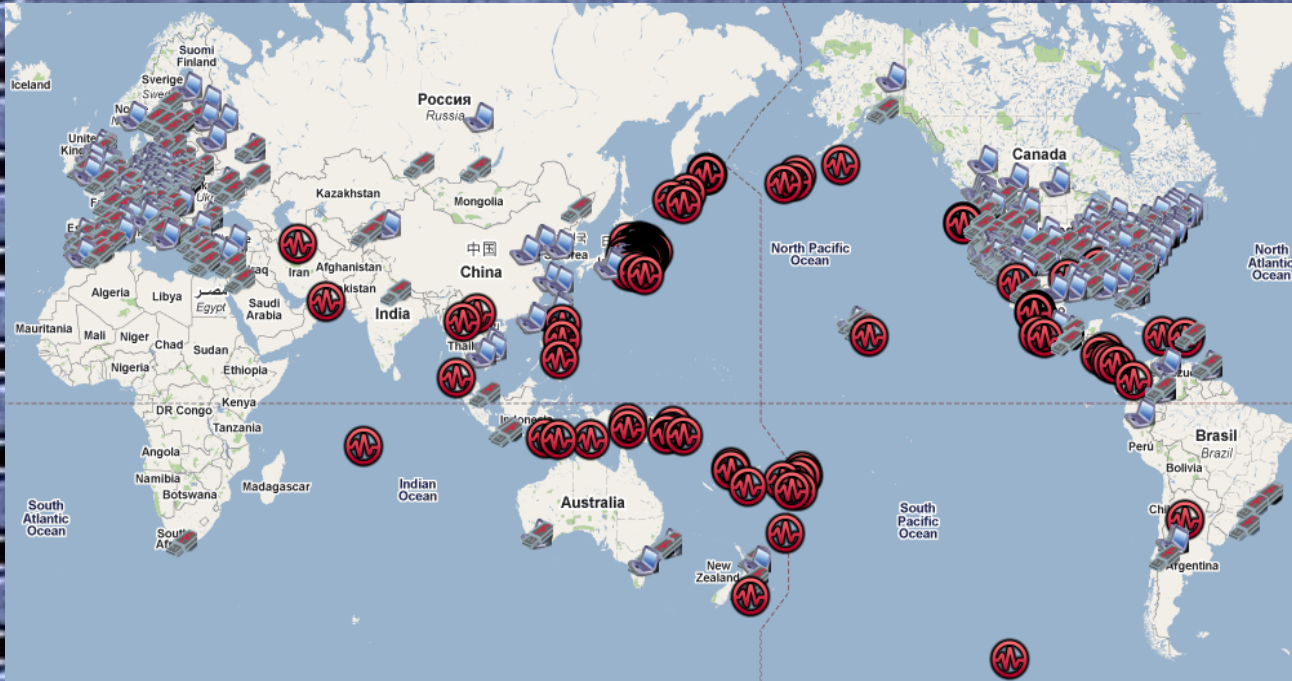 Iceland
Suomi
Finland
Sverige
Россия
Russia
Canada
United
Kazakhstan
Mongolia
中国
China
North Pacific
Ocean
North
Atlantic
Ocean
Iran
Afghanistan
Algeria
Libya
مصر
Egypt
Saudi
Arabia
India
Mauritania
Mali
Niger
Chad
Sudan
Nigeria
Ethiopia
DR Congo
Kenya
Tanzania
Angola
Namibia
Botswana
Madagascar
Indian
Ocean
South
Atlantic
Ocean
Australia
New
Zealand
South
Pacific
Ocean
Perú
Brasil
Brazil
Bolivia
Argentina